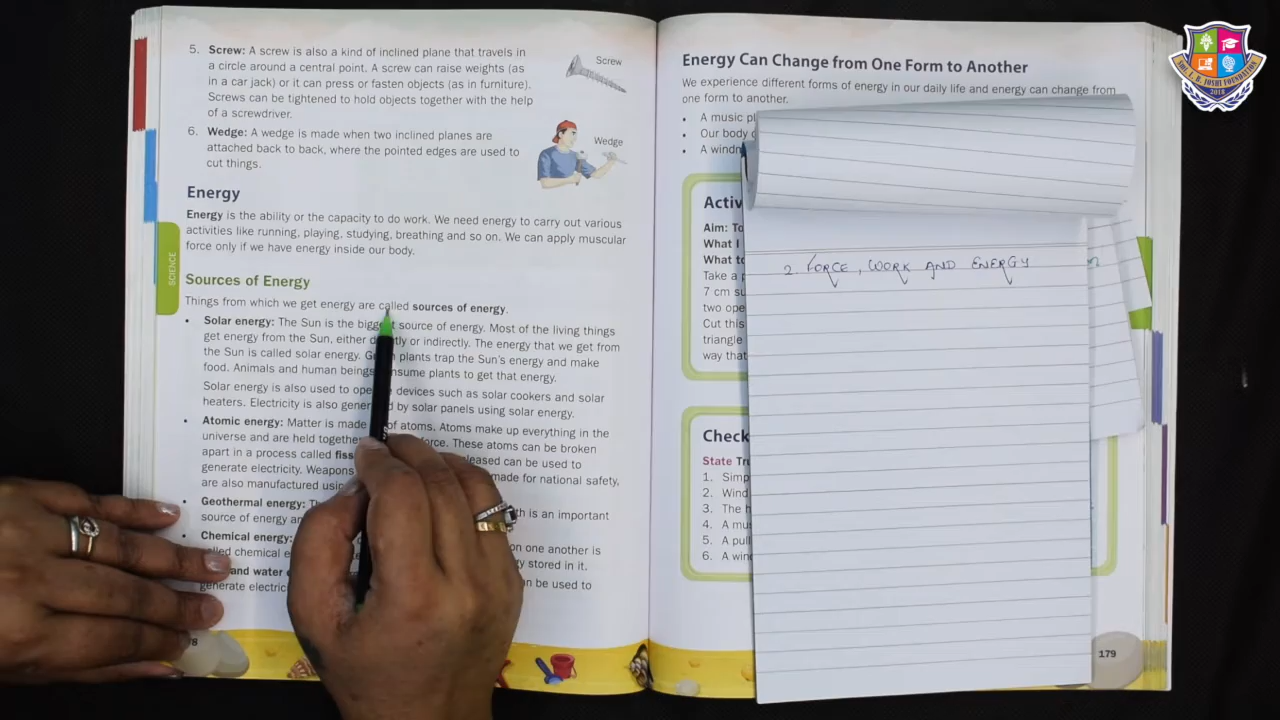 5. Screw: A screw is also a kind of inclined plane that travels in
a circle around a central point. A screw can raise weights (as
in a car jack) or it can press or fasten objects (as in furniture).
Screws can be tightened to hold objects together with the help
of a screwdriver.
Screw
6. Wedge: A wedge is made when two inclined planes are
attached back to back, where the pointed edges are used to
cut things.
Wedge
Energy
Energy is the ability or the capacity to do work. We need energy to carry out various
activities like running, playing, studying, breathing and so on. We can apply muscular
force only if we have energy inside our body.
SCIENCE
Sources of Energy
Things from which we get energy are called sources of energy.
• Solar energy: The Sun is the biggest source of energy. Most of the living things
get energy from the Sun, either or indirectly. The energy that we get from
the Sun is called solar energy. plants trap the Sun's energy and make
food. Animals and human beings plants to get that energy.
Solar energy is also used to devices such as solar cookers and solar
heaters. Electricity is also by solar panels using solar energy.
• Atomic energy: Matter is made of atoms. Atoms make up everything in the
universe and are held force. These atoms can be broken
apart in a process called can be used to
generate electricity. Weapons made for national safety,
are also manufactured
• Geothermal energy: is an important
source of energy
• Chemical energy: on one another is
called chemical stored in it.
and water can be used to
generate
Energy Can Change from One Form to Another
We experience different forms of energy in our daily life and energy can change from
one form to another.
• A music
• Our body
• A
Aim:
What I
What
Take a
7 cm
two
Cut this
triangle
way that
Check
State
1.
2. Wind
3. The
4. A
5. A
6. A
179
2. FORCE, WORK AND ENERGY
SHRI L. B. JOSHI FOUNDATION
2018